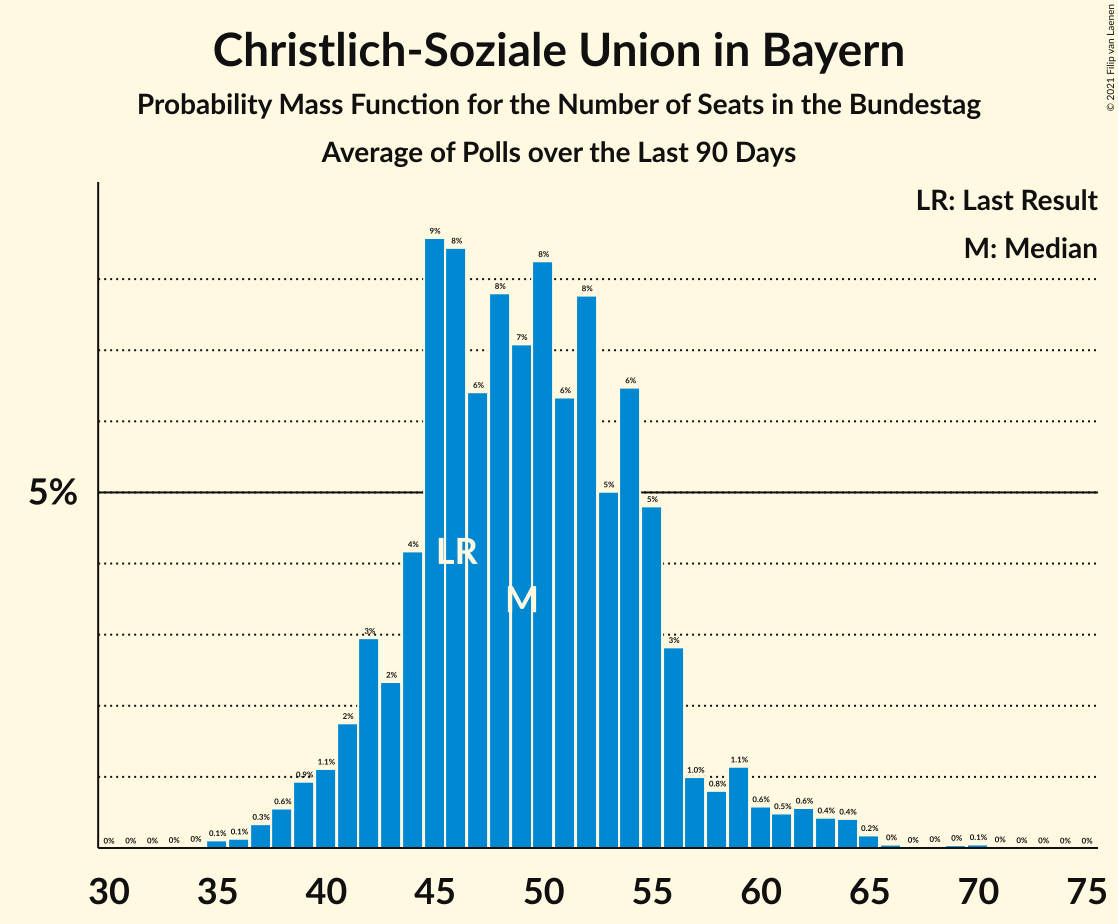 Christlich-Soziale Union in Bayern
Probability Mass Function for the Number of Seats in the Bundestag
Average of Polls over the Last 90 Days
© 2021 Filip van Laenen
LR: Last Result
M: Median
5%
0% 0% 0% 0% 0% 0.1% 0.1% 0.3% 0.6% 0.9% 1.1% 2% 3% 2% 4% 9% 8% 6% 8% 7% 8% 6% 8% 5% 6% 5% 3% 1.0% 0.8% 1.1% 0.6% 0.5% 0.6% 0.4% 0.4% 0.2% 0% 0% 0% 0% 0.1% 0% 0% 0% 0% 0%
LR
M
30 35 40 45 50 55 60 65 70 75